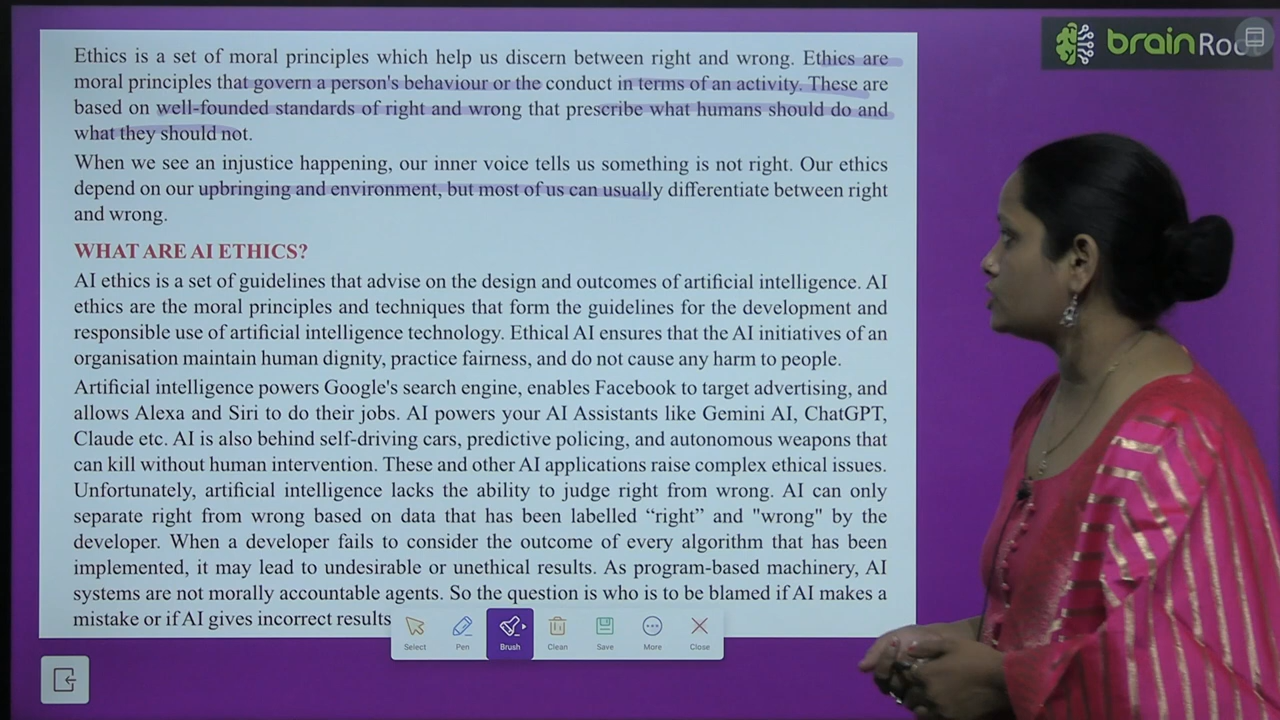 Ethics is a set of moral principles which help us discern between right and wrong. Ethics are
moral principles that govern a person's behaviour or the conduct in terms of an activity. These are
based on well-founded standards of right and wrong that prescribe what humans should do and
what they should not.
When we see an injustice happening, our inner voice tells us something is not right. Our ethics
depend on our upbringing and environment, but most of us can usually differentiate between right
and wrong.
WHAT ARE AI ETHICS?
AI ethics is a set of guidelines that advise on the design and outcomes of artificial intelligence. AI
ethics are the moral principles and techniques that form the guidelines for the development and
responsible use of artificial intelligence technology. Ethical AI ensures that the AI initiatives of an
organisation maintain human dignity, practice fairness, and do not cause any harm to people.
Artificial intelligence powers Google's search engine, enables Facebook to target advertising, and
allows Alexa and Siri to do their jobs. AI powers your AI Assistants like Gemini AI, ChatGPT,
Claude etc. AI is also behind self-driving cars, predictive policing, and autonomous weapons that
can kill without human intervention. These and other AI applications raise complex ethical issues.
Unfortunately, artificial intelligence lacks the ability to judge right from wrong. AI can only
separate right from wrong based on data that has been labelled “right” and "wrong" by the
developer. When a developer fails to consider the outcome of every algorithm that has been
implemented, it may lead to undesirable or unethical results. As program-based machinery, AI
systems are not morally accountable agents. So the question is who is to be blamed if AI makes a
mistake or if AI gives incorrect results
Select Pen Brush Clean Save More Close